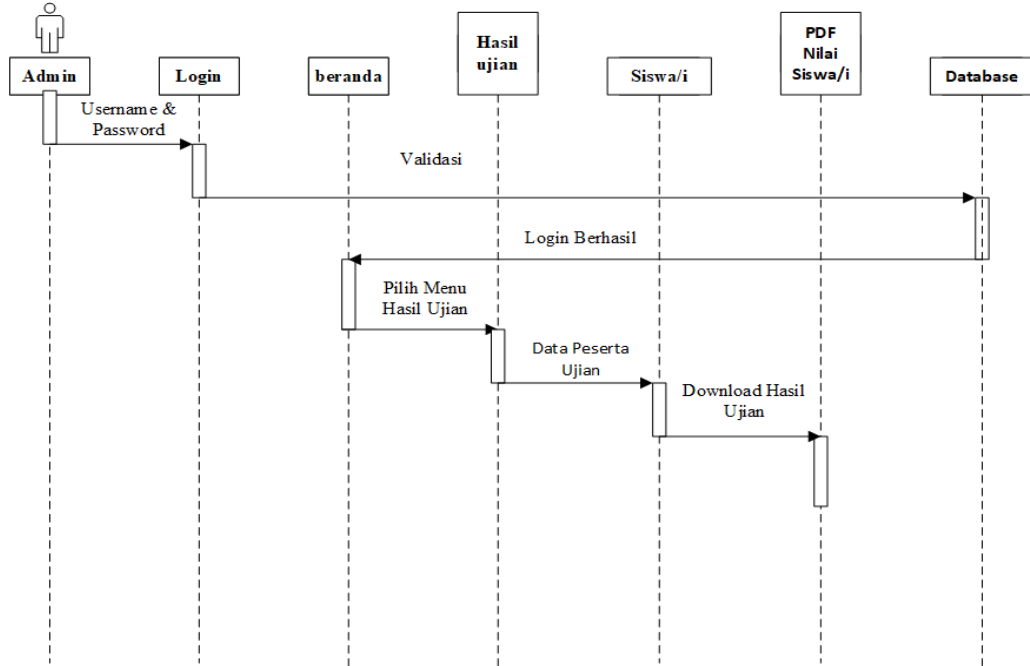 Admin
Login
beranda
Hasil
ujian
Siswa/i
PDF
Nilai
Siswa/i
Database
Username &
Password
Validasi
Login Berhasil
Pilih Menu
Hasil Ujian
Data Peserta
Ujian
Download Hasil
Ujian